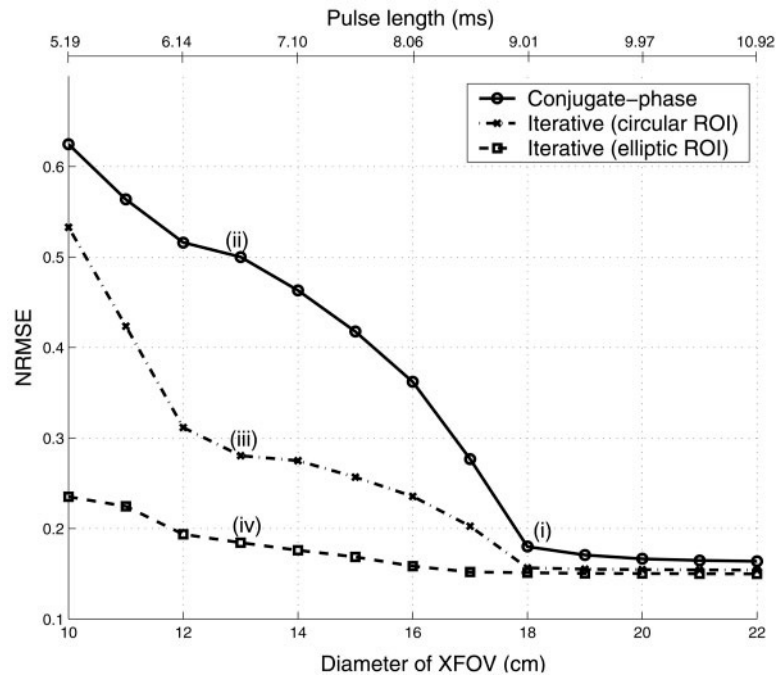 Pulse length (ms)
5.19 6.14 7.10 8.06 9.01 9.97 10.92
Conjugate−phase
Iterative (circular ROI)
Iterative (elliptic ROI)
0.6
(ii)
0.5
0.4
NRMSE
0.3
(iii)
(iv)
(i)
0.2
0.1
10 12 14 16 18 20 22
Diameter of XFOV (cm)